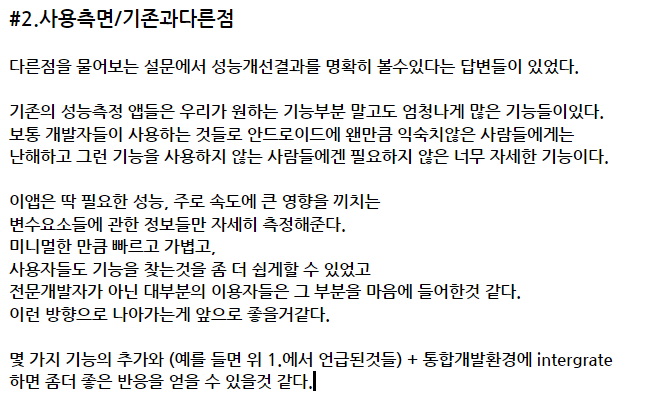 #2.사용측면/기존과다른점
다른점을 물어보는 설문에서 성능개선결과를 명확히 볼수있다는 답변들이 있었다.
기존의 성능측정 앱들은 우리가 원하는 기능부분 말고도 엄청나게 많은 기능들이있다.
보통 개발자들이 사용하는 것들로 안드로이드에 왠만큼 익숙치않은 사람들에게는
난해하고 그런 기능을 사용하지 않는 사람들에겐 필요하지 않은 너무 자세한 기능이다.
이앱은 딱 필요한 성능, 주로 속도에 큰 영향을 끼치는
변수요소들에 관한 정보들만 자세히 측정해준다.
미니멀한 만큼 빠르고 가볍고,
사용자들도 기능을 찾는것을 좀 더 쉽게할 수 있었고
전문개발자가 아닌 대부분의 이용자들은 그 부분을 마음에 들어한것 같다.
이런 방향으로 나아가는게 앞으로 좋을거같다.
몇 가지 기능의 추가와 (예를 들면 위 1.에서 언급된것들) + 통합개발환경에 intergrate
하면 좀더 좋은 반응을 얻을 수 있을것 같다.